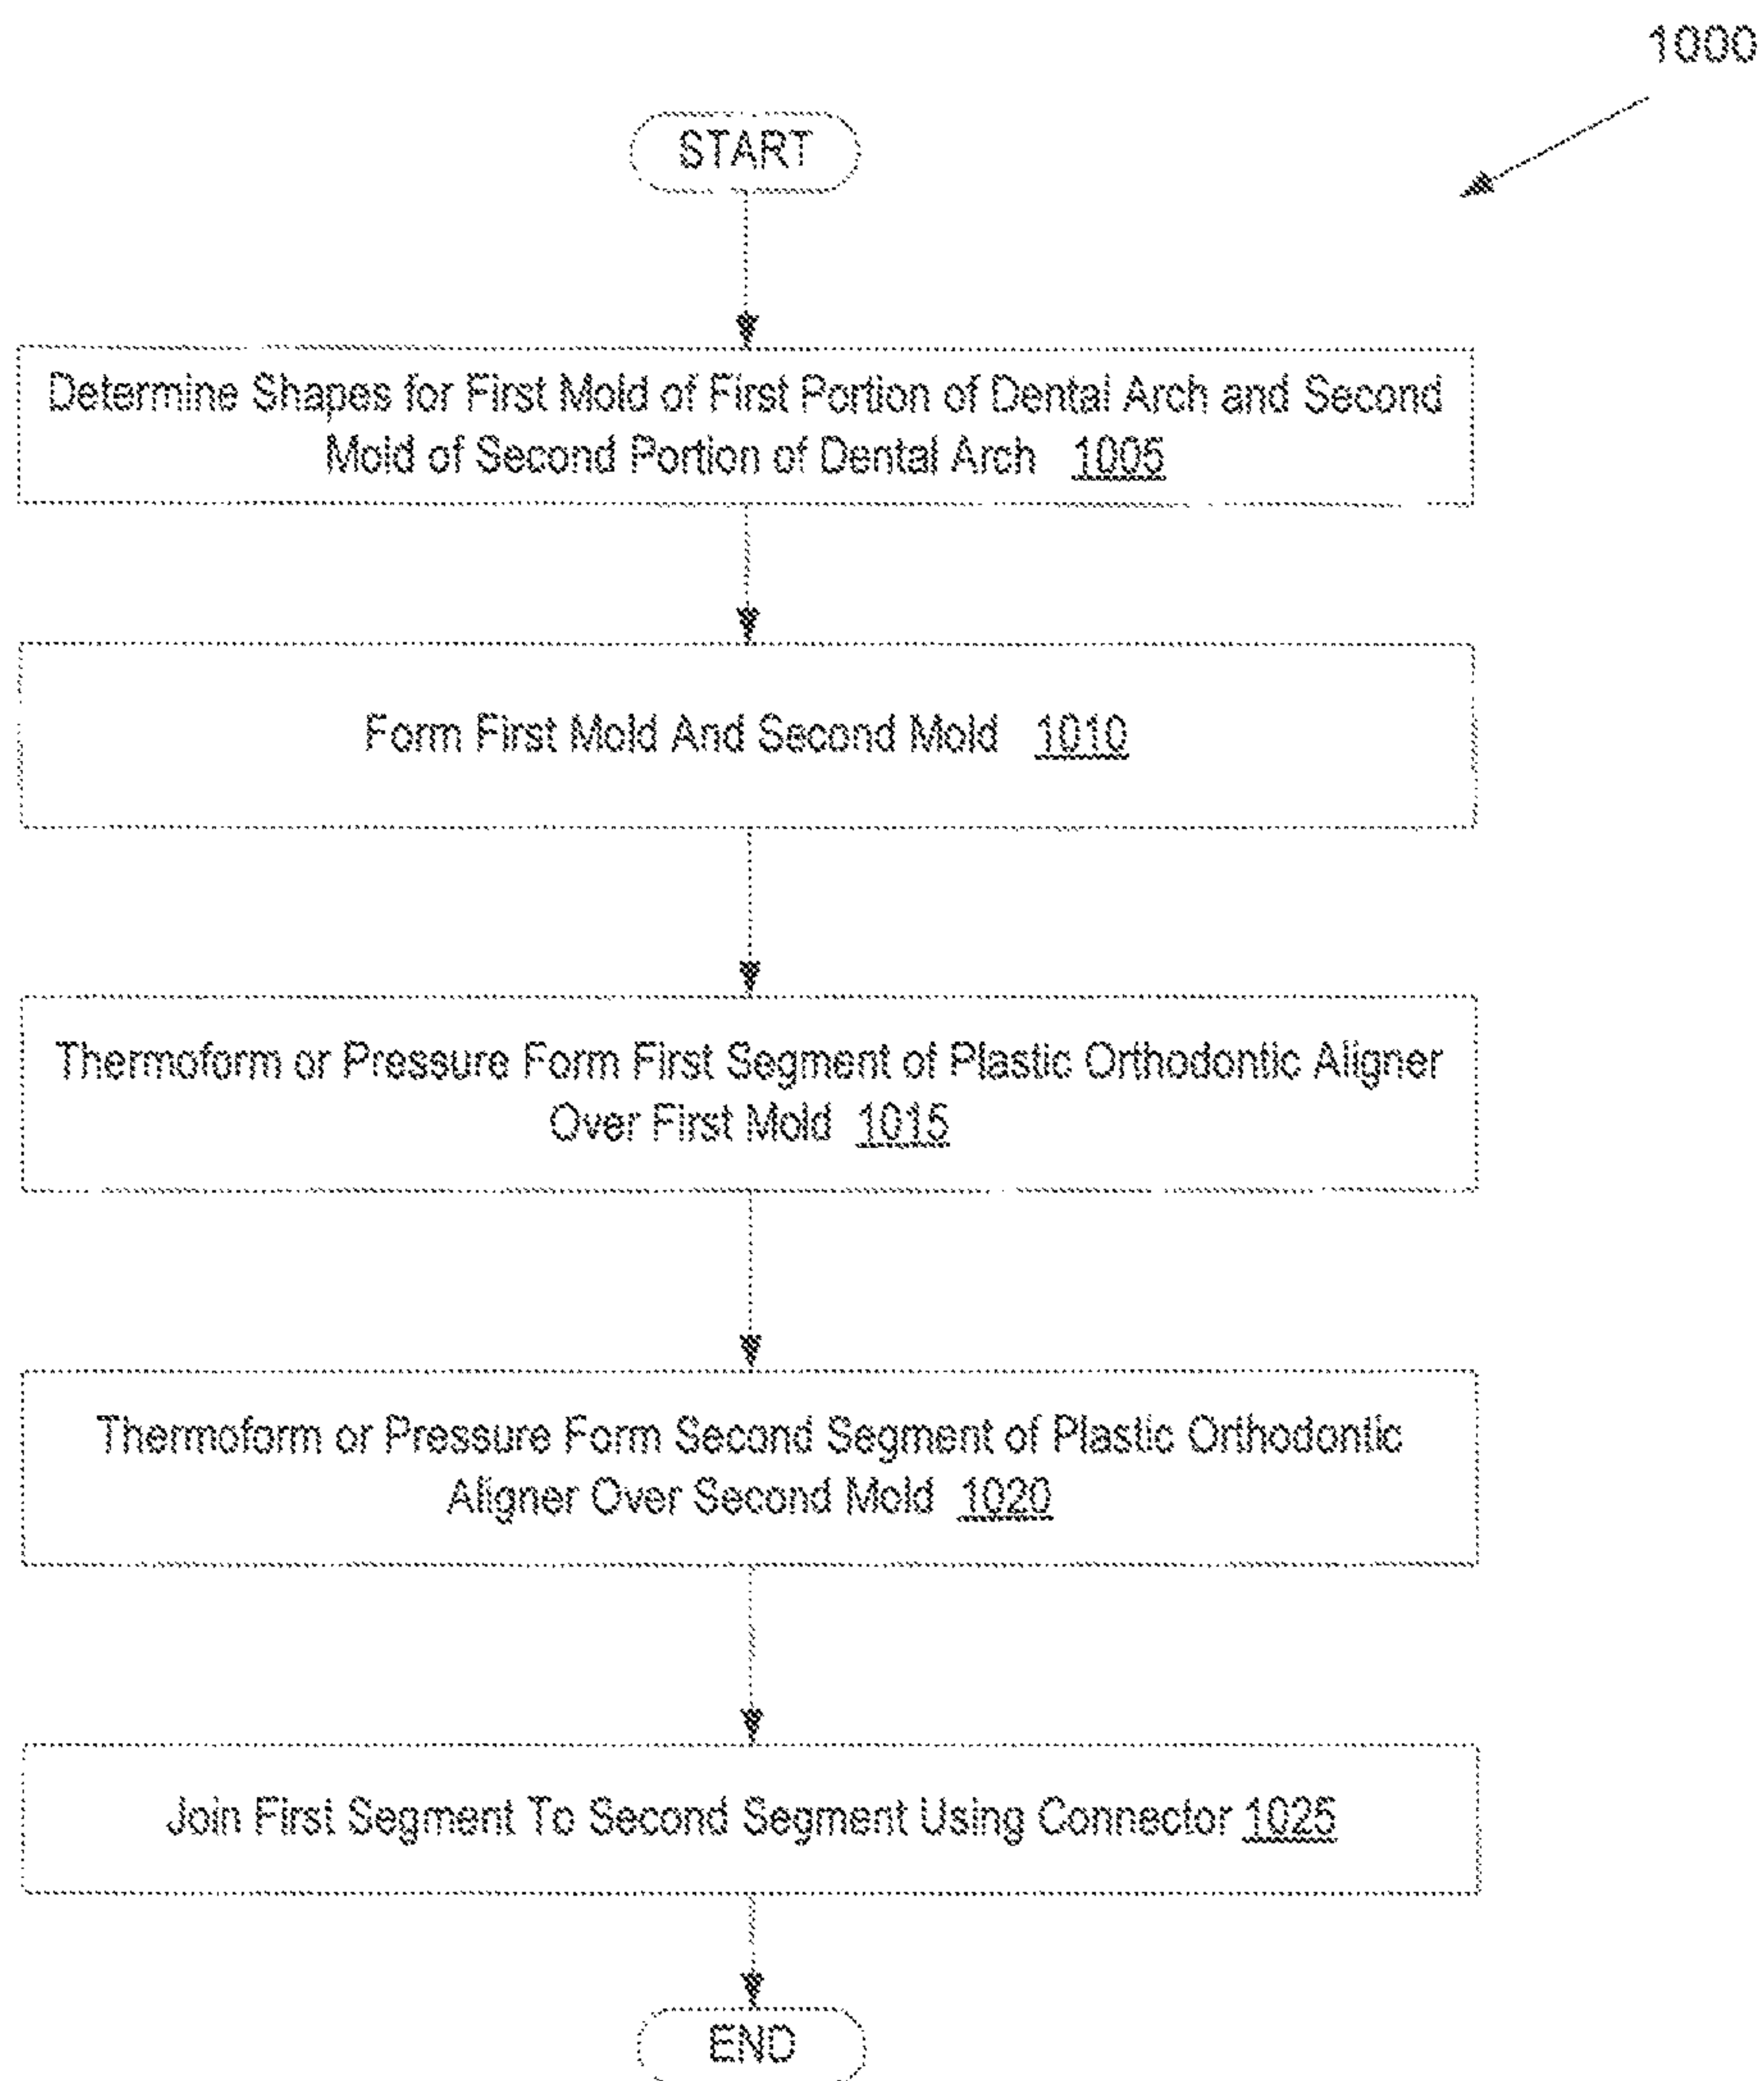 1000
START
Determine Shapes for First Mold of First Portion of Dental Arch and Second
Mold of Second Portion of Dental Arch 1005
Form First Mold And Second Mold 1010
Thermoform or Pressure Form First Segment of Plastic Orthodontic Aligner
Over First Mold 1015
Thermoform or Pressure Form Second Segment of Plastic Orthodontic
Aligner Over Second Mold 1020
Join First Segment To Second Segment Using Connector 1025
END